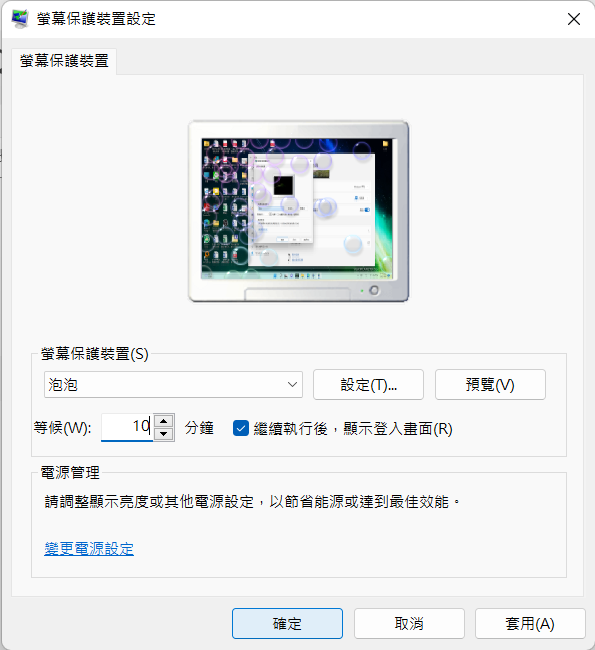 螢幕保護裝置設定
螢幕保護裝置
螢幕保護裝置(S)
泡泡
設定(T)...
預覽(V)
等候(W):
10
分鐘
繼續執行後，顯示登入畫面(R)
電源管理
請調整顯示亮度或其他電源設定，以節省能源或達到最佳效能。
變更電源設定
確定
取消
套用(A)